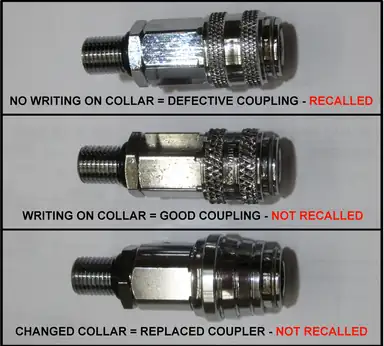 NO WRITING ON COLLAR = DEFECTIVE COUPLING - RECALLED
WRITING ON COLLAR = GOOD COUPLING - NOT RECALLED
CHANGED COLLAR = REPLACED COUPLER - NOT RECALLED